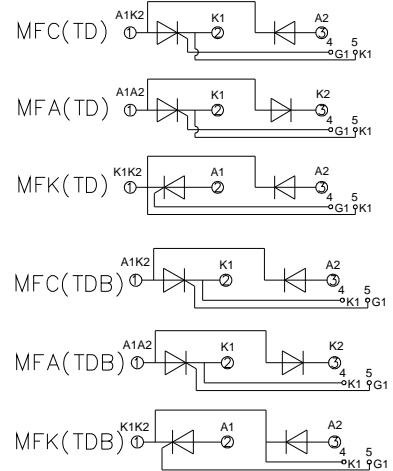 MFC(TD) A1K2 1 K1 2 A2 3
4 G1 5 K1
MFA(TD) A1A2 1 K1 2 K2 3
4 G1 5 K1
MFK(TD) K1K2 1 A1 2 A2 3
4 G1 5 K1
MFC(TDB) A1K2 1 K1 2 A2 3
4 K1 5 G1
MFA(TDB) A1A2 1 K1 2 K2 3
4 K1 5 G1
MFK(TDB) K1K2 1 A1 2 A2 3
4 K1 5 G1